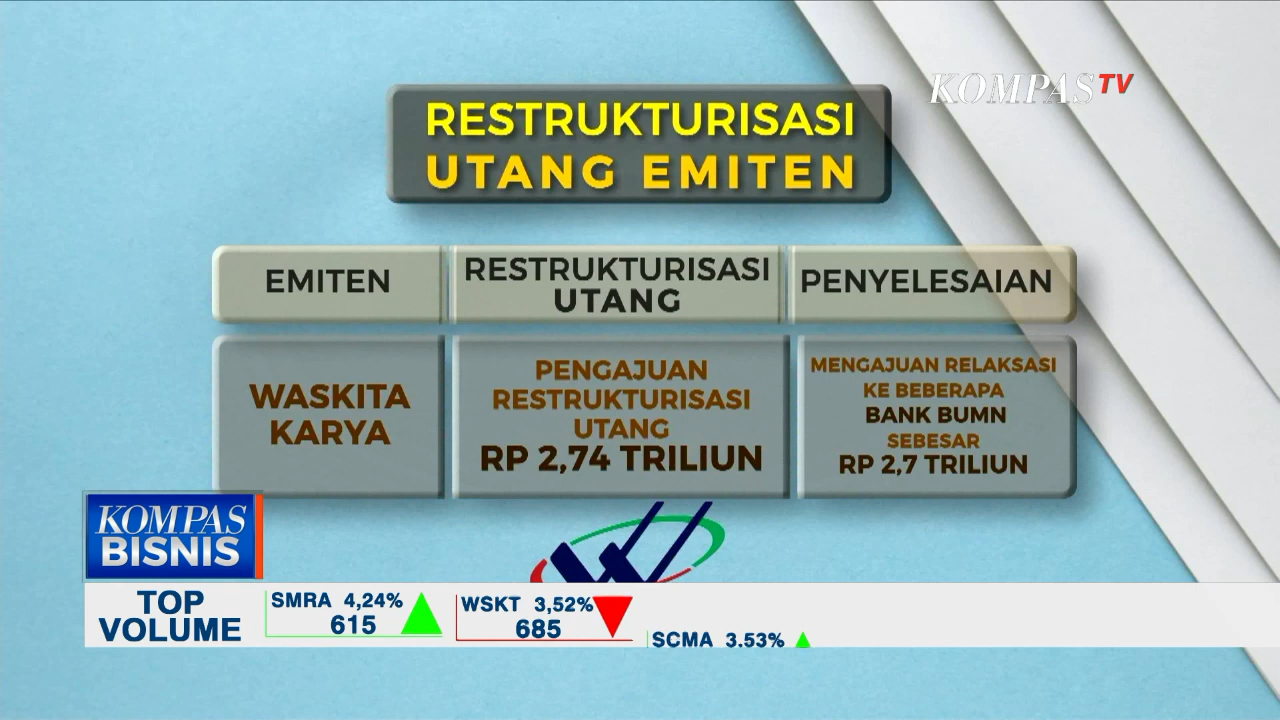 KOMPAS TV
RESTRUKTURISASI
UTANG EMITEN
EMITEN
RESTRUKTURISASI
UTANG
PENYELESAIAN
WASKITA
KARYA
PENGAJUAN
RESTRUKTURISASI
UTANG
RP 2,74 TRILIUN
MENGAJUAN RELAKSASI
KE BEBERAPA
BANK BUMN
SEBESAR
RP 2,7 TRILIUN
KOMPAS
BISNIS
TOP
VOLUME
SMRA 4,24%
615
WSKT 3,52%
685
SCMA 3.53%